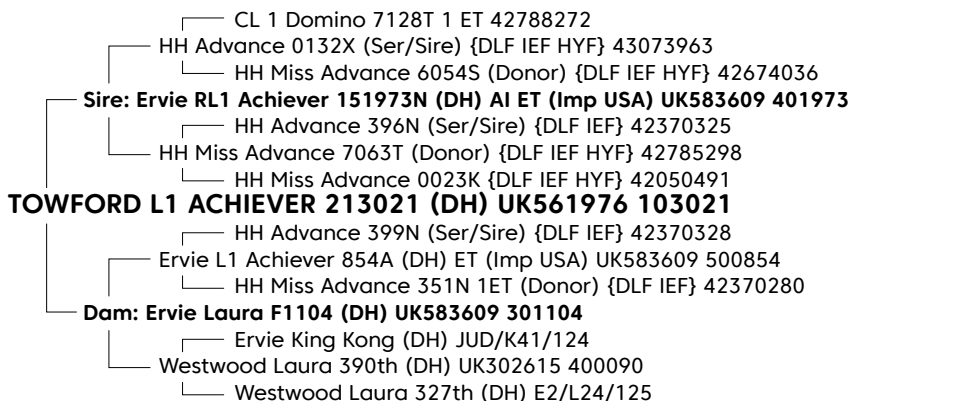 CL 1 Domino 7128T 1 ET 42788272
HH Advance 0132X (Ser/Sire) {DLF IEF HYF} 43073963
HH Miss Advance 6054S (Donor) {DLF IEF HYF} 42674036
Sire: Ervie RL1 Achiever 151973N (DH) AI ET (Imp USA) UK583609 401973
HH Advance 396N (Ser/Sire) {DLF IEF} 42370325
HH Miss Advance 7063T (Donor) {DLF IEF HYF} 42785298
HH Miss Advance 0023K {DLF IEF HYF} 42050491
TOWFORD L1 ACHIEVER 213021 (DH) UK561976 103021
HH Advance 399N (Ser/Sire) {DLF IEF} 42370328
Ervie L1 Achiever 854A (DH) ET (Imp USA) UK583609 500854
HH Miss Advance 351N 1ET (Donor) {DLF IEF} 42370280
Dam: Ervie Laura F1104 (DH) UK583609 301104
Ervie King Kong (DH) JUD/K41/124
Westwood Laura 390th (DH) UK302615 400090
Westwood Laura 327th (DH) E2/L24/125